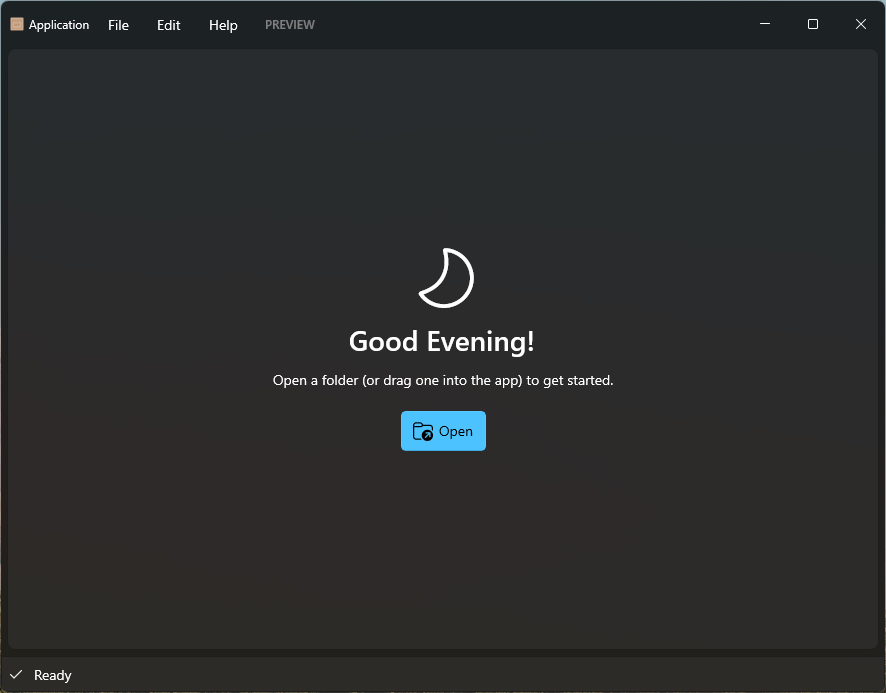 Application File Edit Help PREVIEW
Good Evening!
Open a folder (or drag one into the app) to get started.
Open
Ready